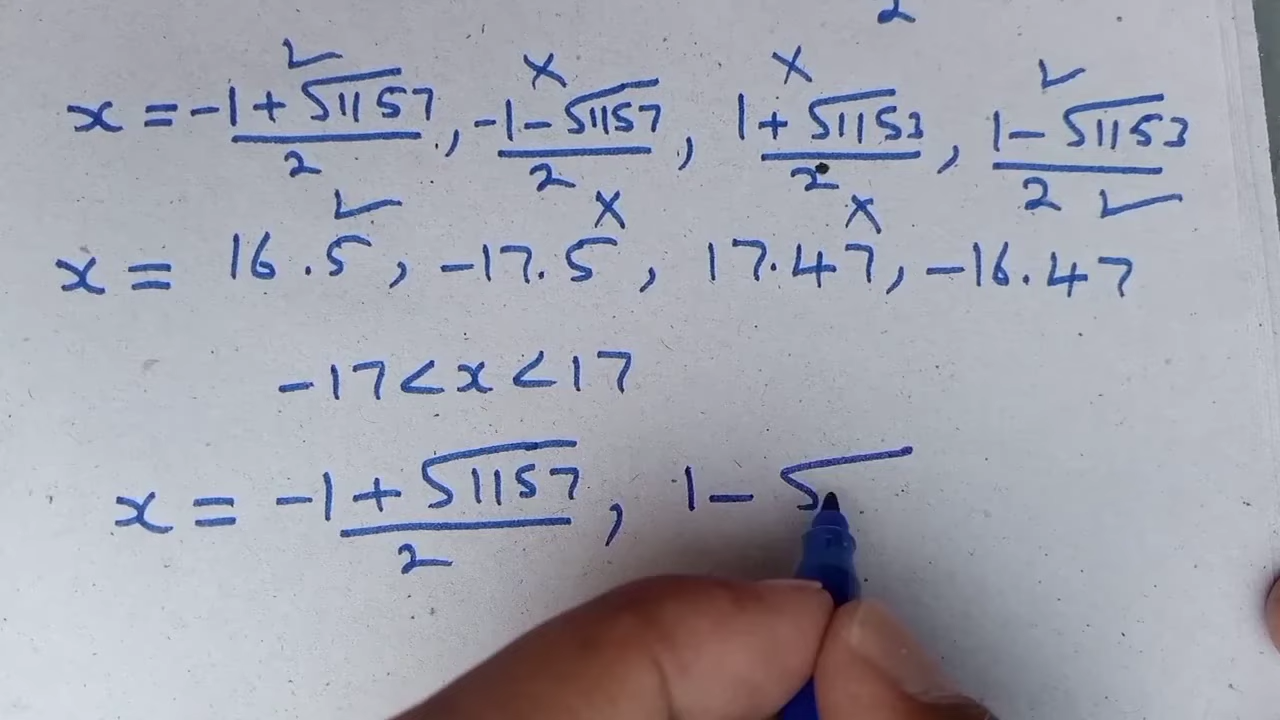 2
✓ × × ✓
x = -1+√1157/2, -1-√1157/2, 1+√1153/2, 1-√1153/2
✓ × × ✓
x = 16.5, -17.5, 17.47, -16.47
-17<x<17
x = -1+√1157/2, 1-√